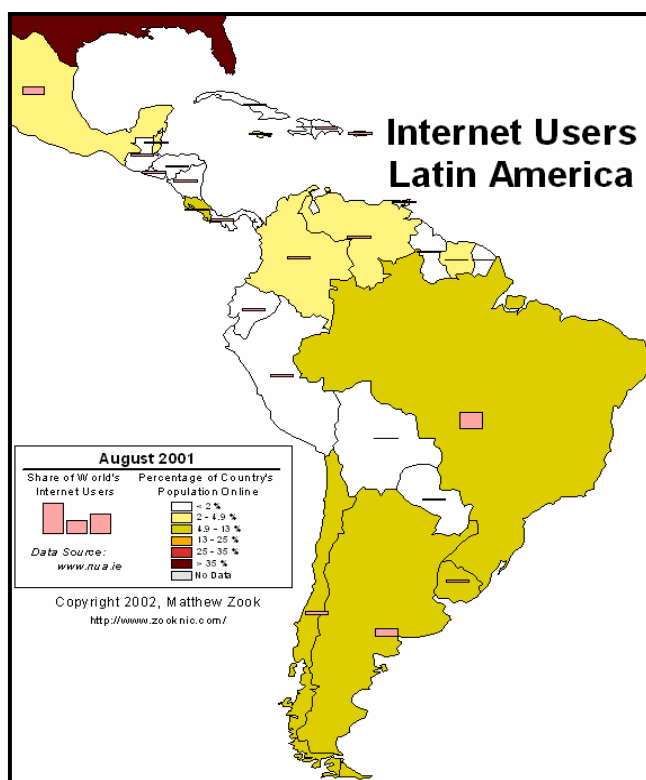 Internet Users
Latin America
August 2001
Share of World's
Internet Users
Data Source:
www.nua.ie
Percentage of Country's
Population Online
< 2 %
2 - 4.9 %
4.9 - 13 %
13 - 25 %
25 - 35 %
> 35 %
No Data
Copyright 2002, Matthew Zook
http://www.zooknic.com/